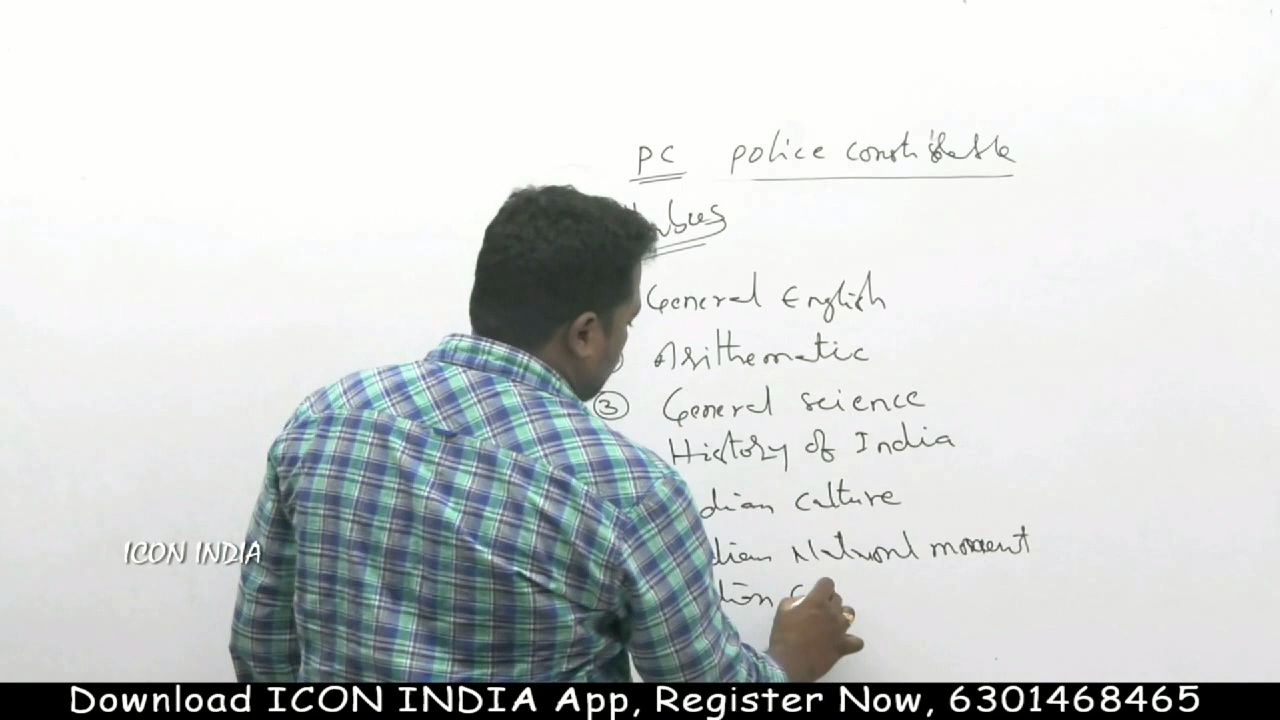 PC Police constable
General English
Arithematic
③ General science
History of India
dian culture
dian National movement
ICON INDIA
Download ICON INDIA App, Register Now, 6301468465